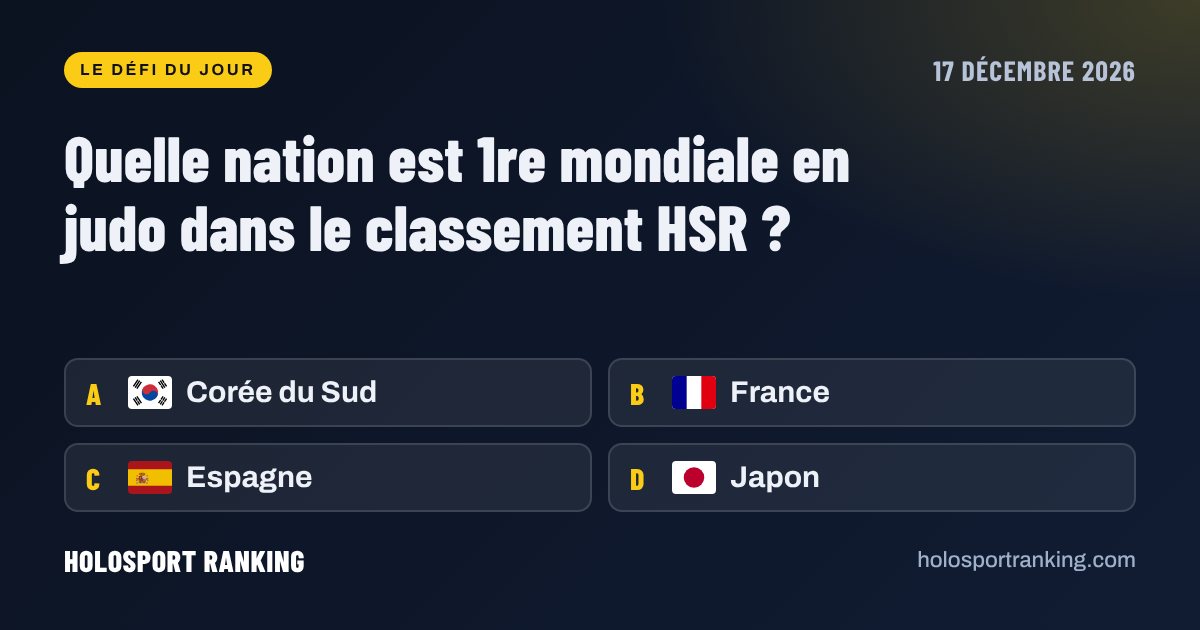 LE DÉFI DU JOUR
17 DÉCEMBRE 2026
Quelle nation est 1re mondiale en
judo dans le classement HSR ?
A Corée du Sud
B France
C Espagne
D Japon
HOLOSPORT RANKING
holosportranking.com